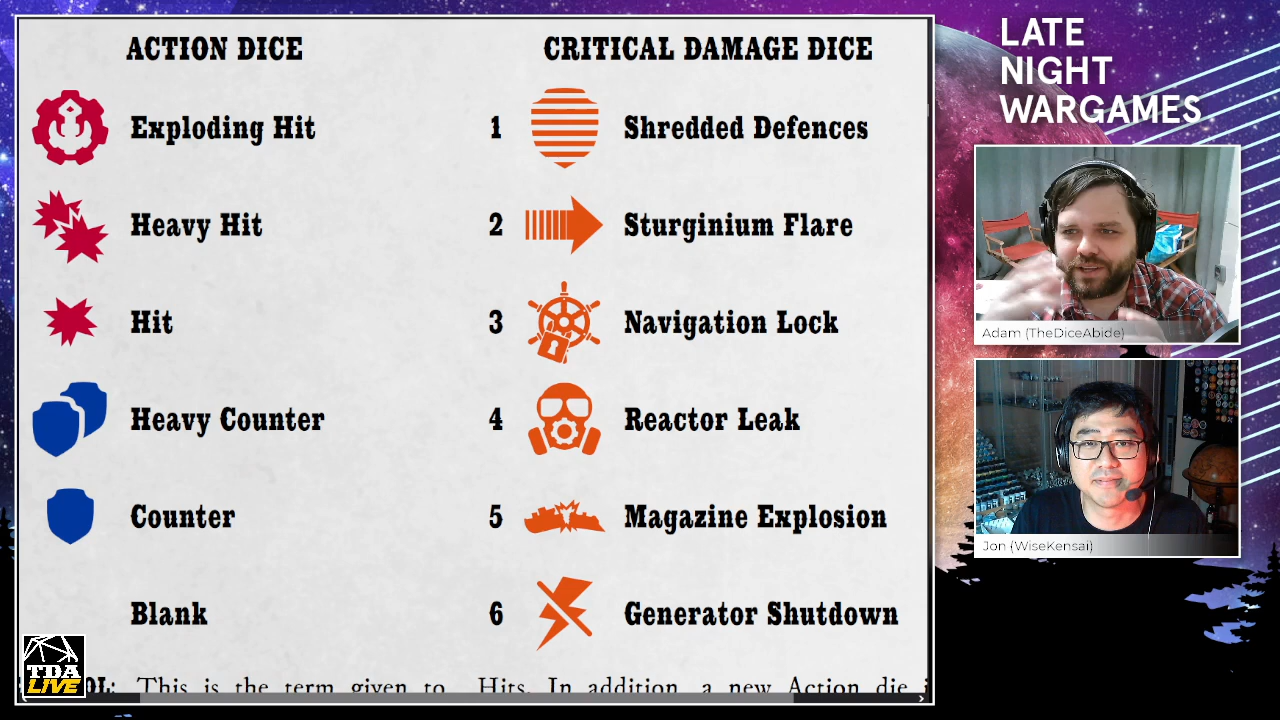 ACTION DICE
CRITICAL DAMAGE DICE
Exploding Hit
1 Shredded Defences
Heavy Hit
2 Sturginium Flare
Hit
3 Navigation Lock
Heavy Counter
4 Reactor Leak
Counter
5 Magazine Explosion
Blank
6 Generator Shutdown
OL: This is the term given to
Hits. In addition, a new Action die
TDA
LIVE
LATE
NIGHT
WARGAMES
Adam (TheDiceAbide)
Jon (WiseKensai)